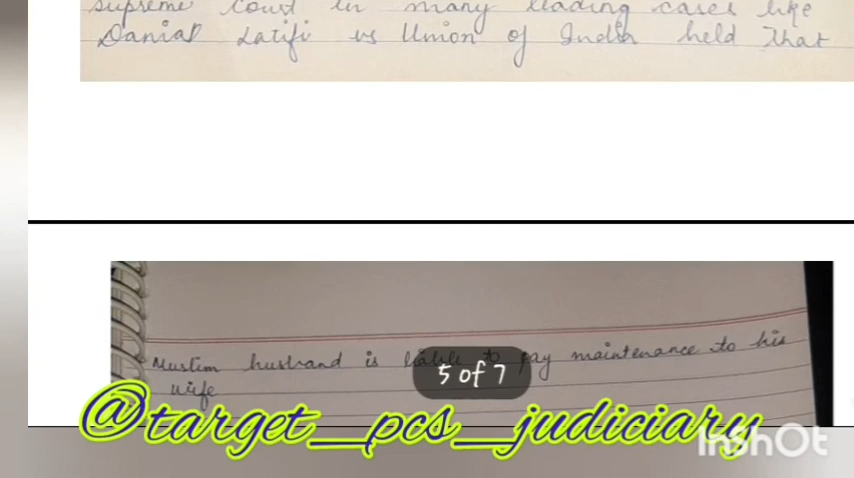 supreme Court in many leading cases like
Danial Latifi vs Union of India held that
Muslim husband is liable to pay maintenance to his
wife
5 of 7
@target__pcs__judiciary
InShOt